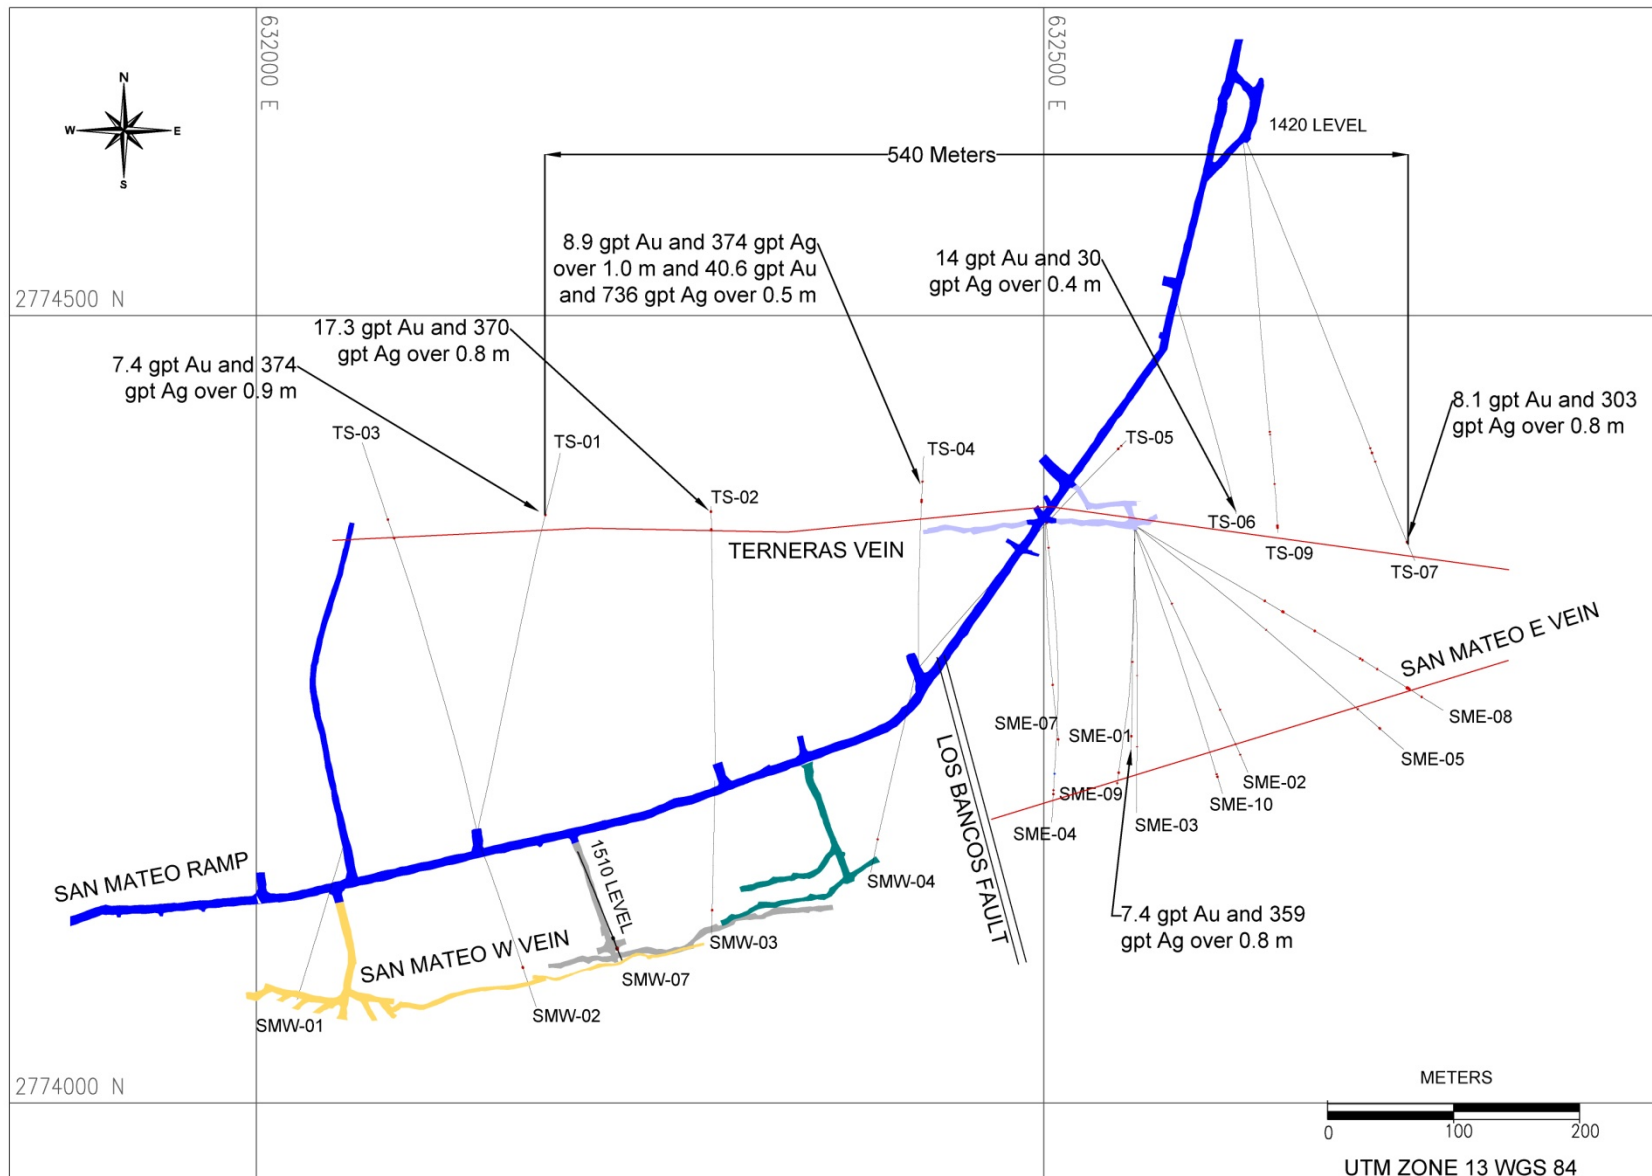 632000 E
632500 E
N
W
E
S
1420 LEVEL
540 Meters
8.9 gpt Au and 374 gpt Ag
over 1.0 m and 40.6 gpt Au
and 736 gpt Ag over 0.5 m
14 gpt Au and 30
gpt Ag over 0.4 m
2774500 N
17.3 gpt Au and 370
gpt Ag over 0.8 m
7.4 gpt Au and 374
gpt Ag over 0.9 m
8.1 gpt Au and 303
gpt Ag over 0.8 m
TS-03
TS-01
TS-04
TS-05
TS-02
TS-06
TERNERAS VEIN
TS-09
TS-07
SAN MATEO E VEIN
SME-07
SME-01
SME-08
LOS BANCOS FAULT
SME-05
SME-02
SME-09
SME-10
SME-04
SME-03
SAN MATEO RAMP
1510 LEVEL
SMW-04
7.4 gpt Au and 359
gpt Ag over 0.8 m
SAN MATEO W VEIN
SMW-03
SMW-07
SMW-01
SMW-02
2774000 N
METERS
0
100
200
UTM ZONE 13 WGS 84